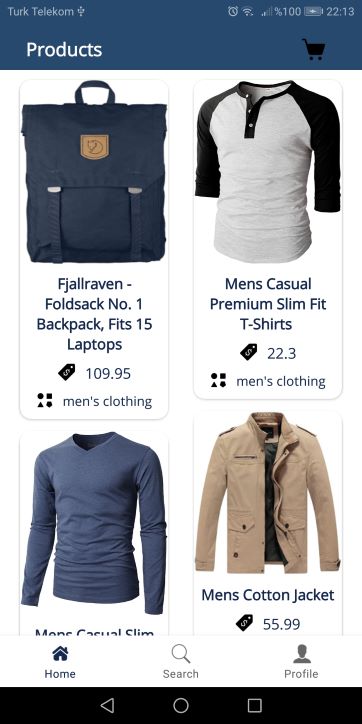 Turk Telekom
%100
22:13
Products
Fjallraven -
Foldsack No. 1
Backpack, Fits 15
Laptops
109.95
men's clothing
Mens Casual
Premium Slim Fit
T-Shirts
22.3
men's clothing
Mens Casual Slim
Mens Cotton Jacket
55.99
Home
Search
Profile